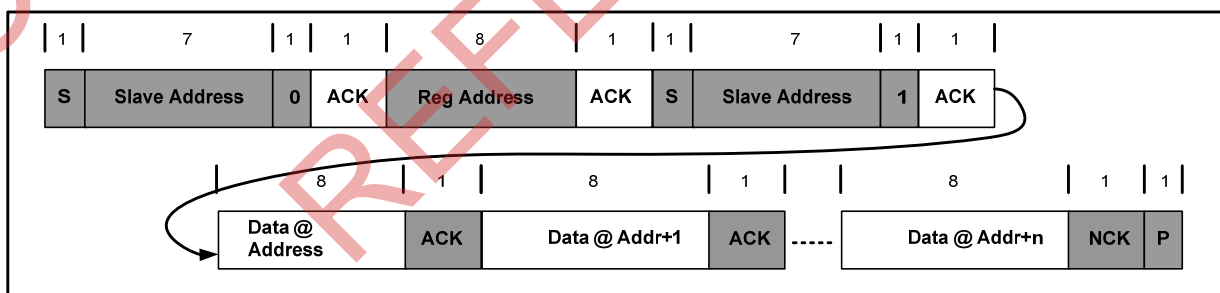 1 7 1 1 8 1 1 7 1 1
S Slave Address 0 ACK Reg Address ACK S Slave Address 1 ACK
8 1 8 1 8 1 1
Data @
Address
ACK Data @ Addr+1 ACK Data @ Addr+n NCK P